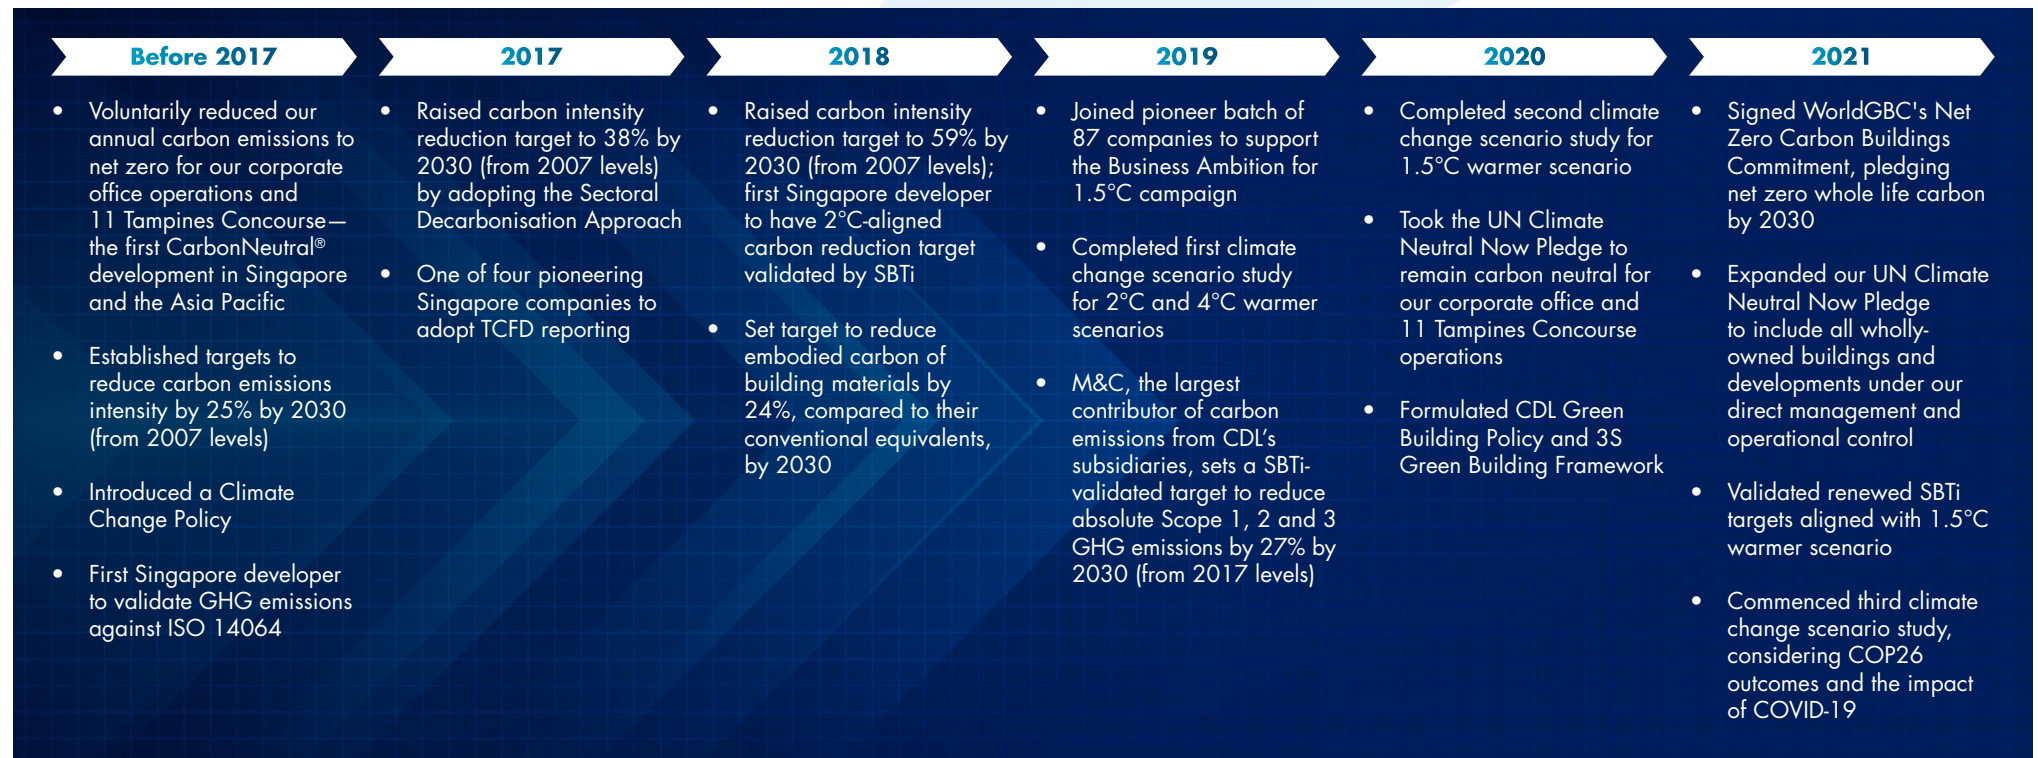 Before 2017
Voluntarily reduced our
annual carbon emissions to
net zero for our corporate
office operations and
11 Tampines Concourse—
the first CarbonNeutral®
development in Singapore
and the Asia Pacific
Established targets to
reduce carbon emissions
intensity by 25% by 2030
(from 2007 levels)
Introduced a Climate
Change Policy
First Singapore developer
to validate GHG emissions
against ISO 14064
2017
Raised carbon intensity
reduction target to 38% by
2030 (from 2007 levels)
by adopting the Sectoral
Decarbonisation Approach
One of four pioneering
Singapore companies to
adopt TCFD reporting
2018
Raised carbon intensity
reduction target to 59% by
2030 (from 2007 levels);
first Singapore developer
to have 2°C-aligned
carbon reduction target
validated by SBTi
Set target to reduce
embodied carbon of
building materials by
24%, compared to their
conventional equivalents,
by 2030
2019
Joined pioneer batch of
87 companies to support
the Business Ambition for
1.5°C campaign
Completed first climate
change scenario study
for 2°C and 4°C warmer
scenarios
M&C, the largest
contributor of carbon
emissions from CDL's
subsidiaries, sets a SBTi-
validated target to reduce
absolute Scope 1, 2 and 3
GHG emissions by 27% by
2030 (from 2017 levels)
2020
Completed second climate
change scenario study for
1.5°C warmer scenario
Took the UN Climate
Neutral Now Pledge to
remain carbon neutral for
our corporate office and
11 Tampines Concourse
operations
Formulated CDL Green
Building Policy and 3S
Green Building Framework
2021
Signed WorldGBC's Net
Zero Carbon Buildings
Commitment, pledging
net zero whole life carbon
by 2030
Expanded our UN Climate
Neutral Now Pledge
to include all wholly-
owned buildings and
developments under our
direct management and
operational control
Validated renewed SBTi
targets aligned with 1.5°C
warmer scenario
Commenced third climate
change scenario study,
considering COP26
outcomes and the impact
of COVID-19